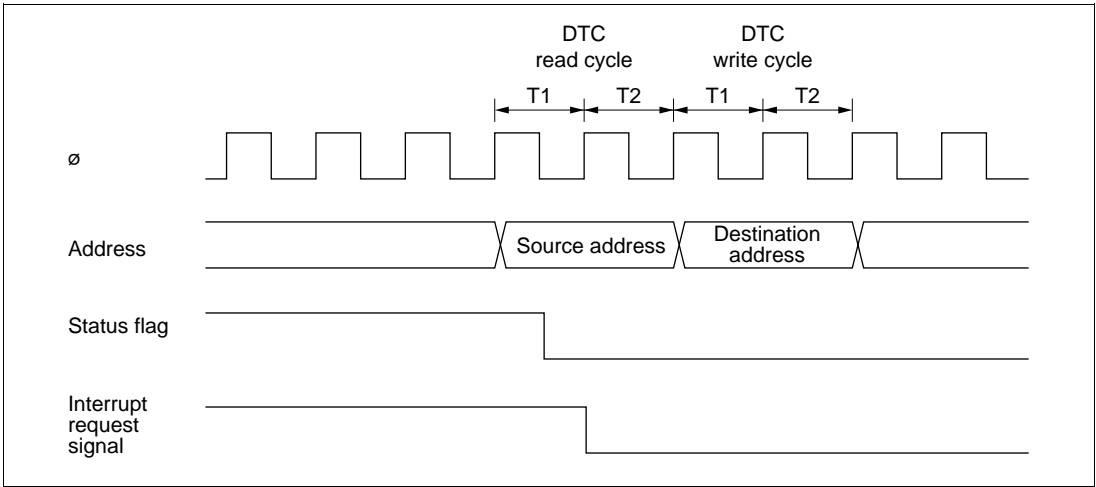 DTC
read cycle
DTC
write cycle
T1
T2
T1
T2
ø
Address
Source address
Destination
address
Status flag
Interrupt
request
signal